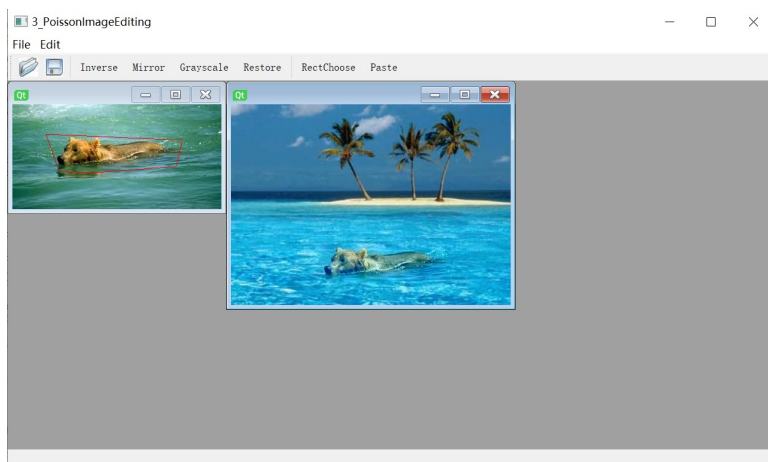 3_PoissonImageEditing
File Edit
Inverse Mirror Grayscale Restore RectChoose Paste
Qt
Qt